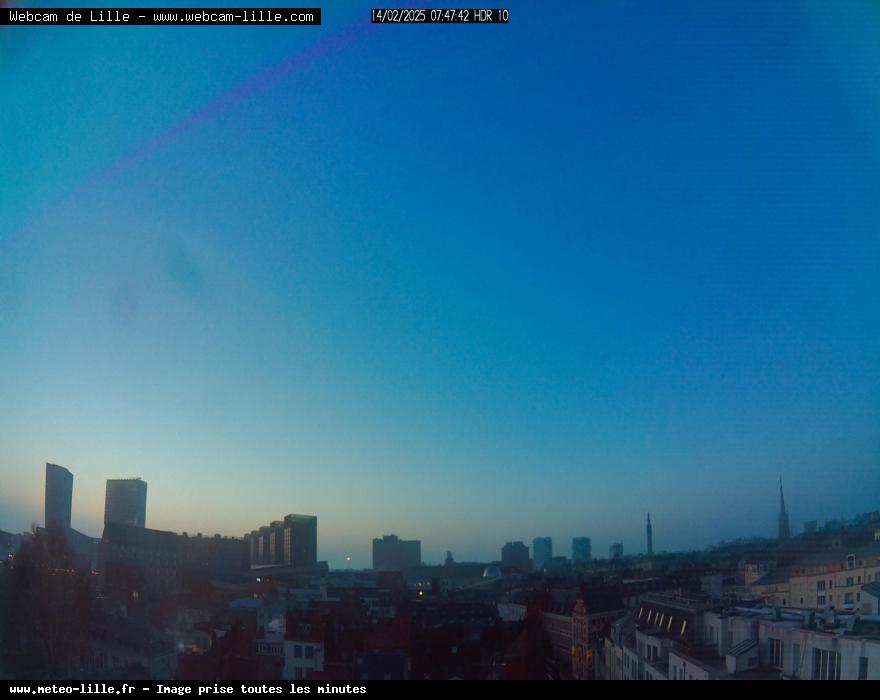 Webcam de Lille - www.webcam-lille.com
14/02/2025 07:47:42 HDR 10
www.meteo-lille.fr - Image prise toutes les minutes